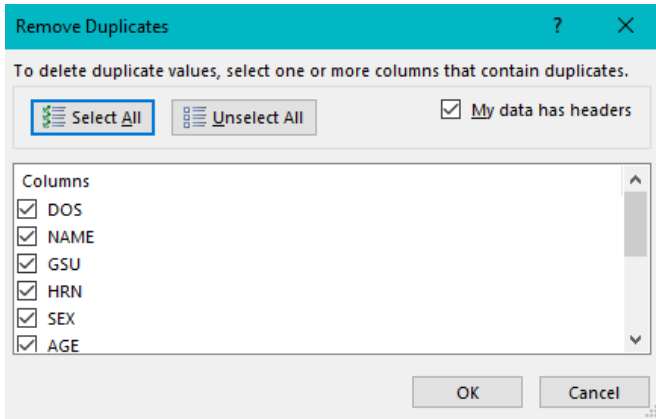 Remove Duplicates ?
To delete duplicate values, select one or more columns that contain duplicates.
Select All Unselect All My data has headers
Columns
DOS
NAME
GSU
HRN
SEX
AGE
OK Cancel